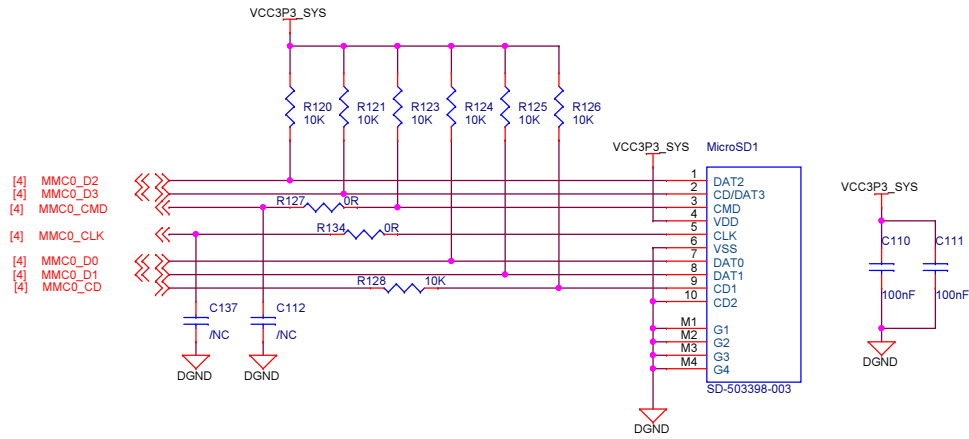 VCC3P3_SYS
R120
10K
R121
10K
R123
10K
R124
10K
R125
10K
R126
10K
VCC3P3_SYS
MicroSD1
[4] MMC0_D2
[4] MMC0_D3
[4] MMC0_CMD
[4] MMC0_CLK
[4] MMC0_D0
[4] MMC0_D1
[4] MMC0_CD
R127 0R
R134 0R
R128 10K
1 DAT2
2 CD/DAT3
3 CMD
4 VDD
5 CLK
6 VSS
7 DAT0
8 DAT1
9 CD1
10 CD2
M1 G1
M2 G2
M3 G3
M4 G4
SD-503398-003
C137
/NC
C112
/NC
DGND
DGND
DGND
VCC3P3_SYS
C110
100nF
C111
100nF
DGND